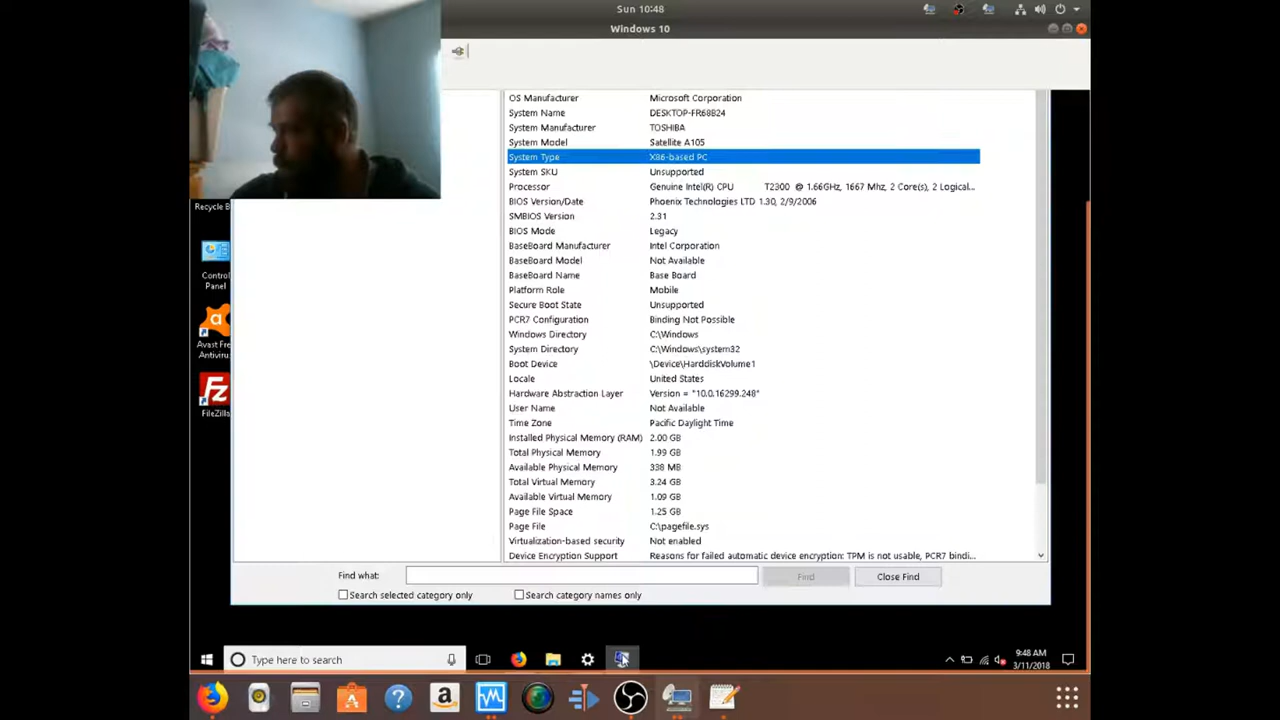 Sun 10:48
Windows 10
OS Manufacturer Microsoft Corporation
System Name DESKTOP-FR68B24
System Manufacturer TOSHIBA
System Model Satellite A105
System Type X86-based PC
System SKU Unsupported
Processor Genuine Intel(R) CPU T2300 @ 1.66GHz, 1667 Mhz, 2 Core(s), 2 Logical...
BIOS Version/Date Phoenix Technologies LTD 1.30, 2/9/2006
SMBIOS Version 2.31
BIOS Mode Legacy
BaseBoard Manufacturer Intel Corporation
BaseBoard Model Not Available
BaseBoard Name Base Board
Platform Role Mobile
Secure Boot State Unsupported
PCR7 Configuration Binding Not Possible
Windows Directory C:\Windows
System Directory C:\Windows\system32
Boot Device \Device\HarddiskVolume1
Locale United States
Hardware Abstraction Layer Version = "10.0.16299.248"
User Name Not Available
Time Zone Pacific Daylight Time
Installed Physical Memory (RAM) 2.00 GB
Total Physical Memory 1.99 GB
Available Physical Memory 338 MB
Total Virtual Memory 3.24 GB
Available Virtual Memory 1.09 GB
Page File Space 1.25 GB
Page File C:\pagefile.sys
Virtualization-based security Not enabled
Device Encryption Support Reasons for failed automatic device encryption: TPM is not usable, PCR7 bindi...
Recycle B
Control
Panel
Avast Fre
Antiviru..
FileZilla
Find what:
Find
Close Find
Search selected category only
Search category names only
Type here to search
9:48 AM
3/11/2018